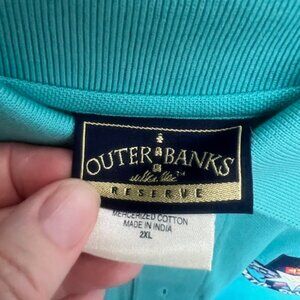 OUTER BANKS
RESERVE
MERCERIZED COTTON
MADE IN INDIA
2XL